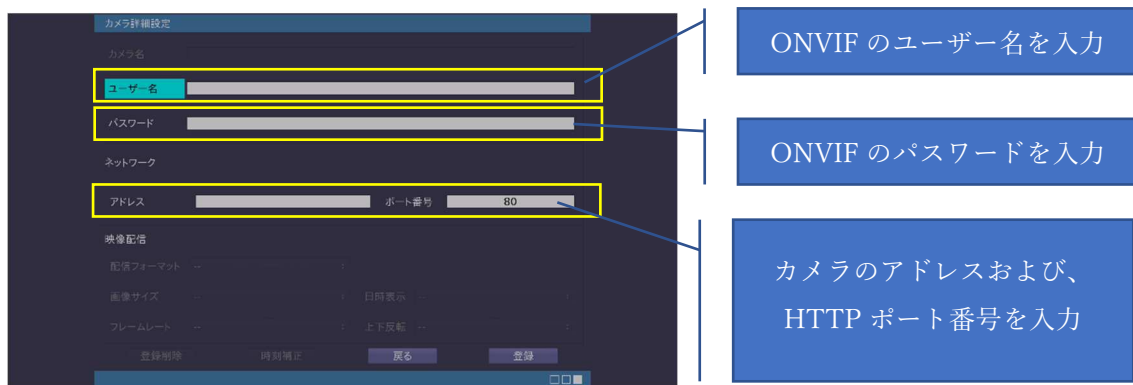 カメラ詳細設定
カメラ名
ユーザー名
パスワード
ネットワーク
アドレス ポート番号 80
映像配信
配信フォーマット --
画像サイズ -- 日時表示 --
フレームレート -- 上下反転 --
登録削除 時刻補正 戻る 登録
ONVIF のユーザー名を入力
ONVIF のパスワードを入力
カメラのアドレスおよび、
HTTP ポート番号を入力